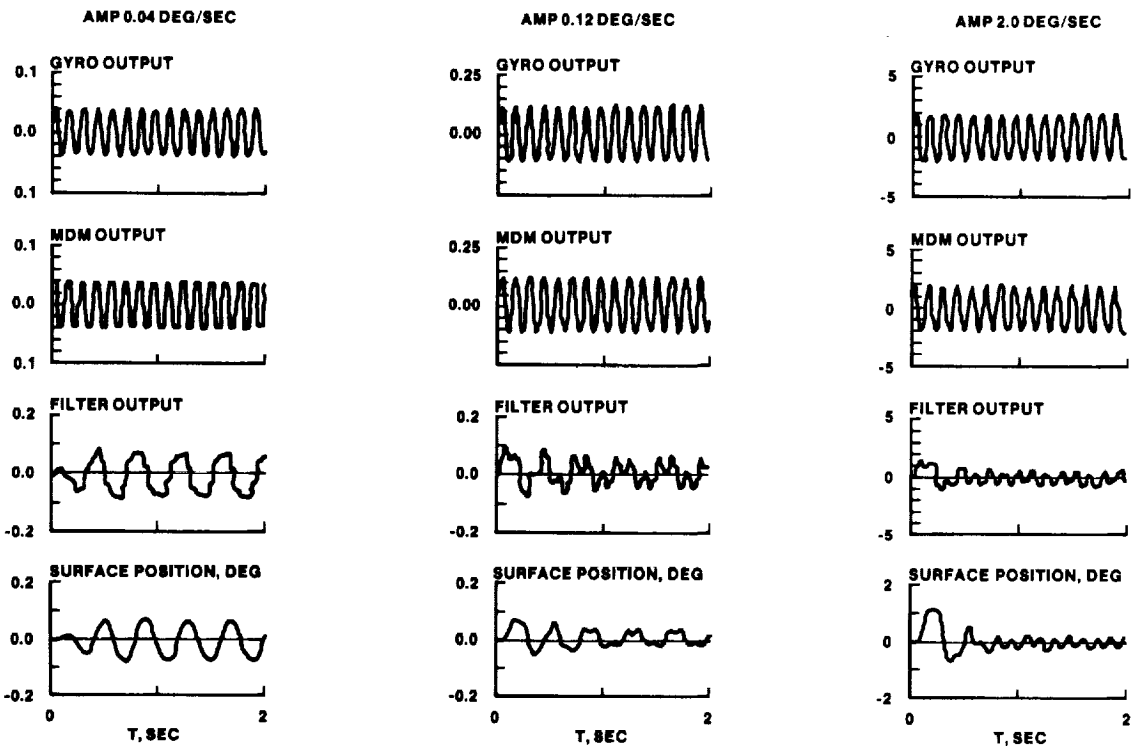 AMP 0.04 DEG/SEC
GYRO OUTPUT
0.1
0.0
0.1
MDM OUTPUT
0.1
0.0
0.1
FILTER OUTPUT
0.2
0.0
-0.2
SURFACE POSITION, DEG
0.2
0.0
-0.2
0 2
T, SEC
AMP 0.12 DEG/SEC
GYRO OUTPUT
0.25
0.00
MDM OUTPUT
0.25
0.00
FILTER OUTPUT
0.2
0.0
-0.2
SURFACE POSITION, DEG
0.2
0.0
-0.2
0 2
T, SEC
AMP 2.0 DEG/SEC
GYRO OUTPUT
5
0
-5
MDM OUTPUT
5
0
-5
FILTER OUTPUT
5
0
-5
SURFACE POSITION, DEG
2
0
-2
0 2
T, SEC